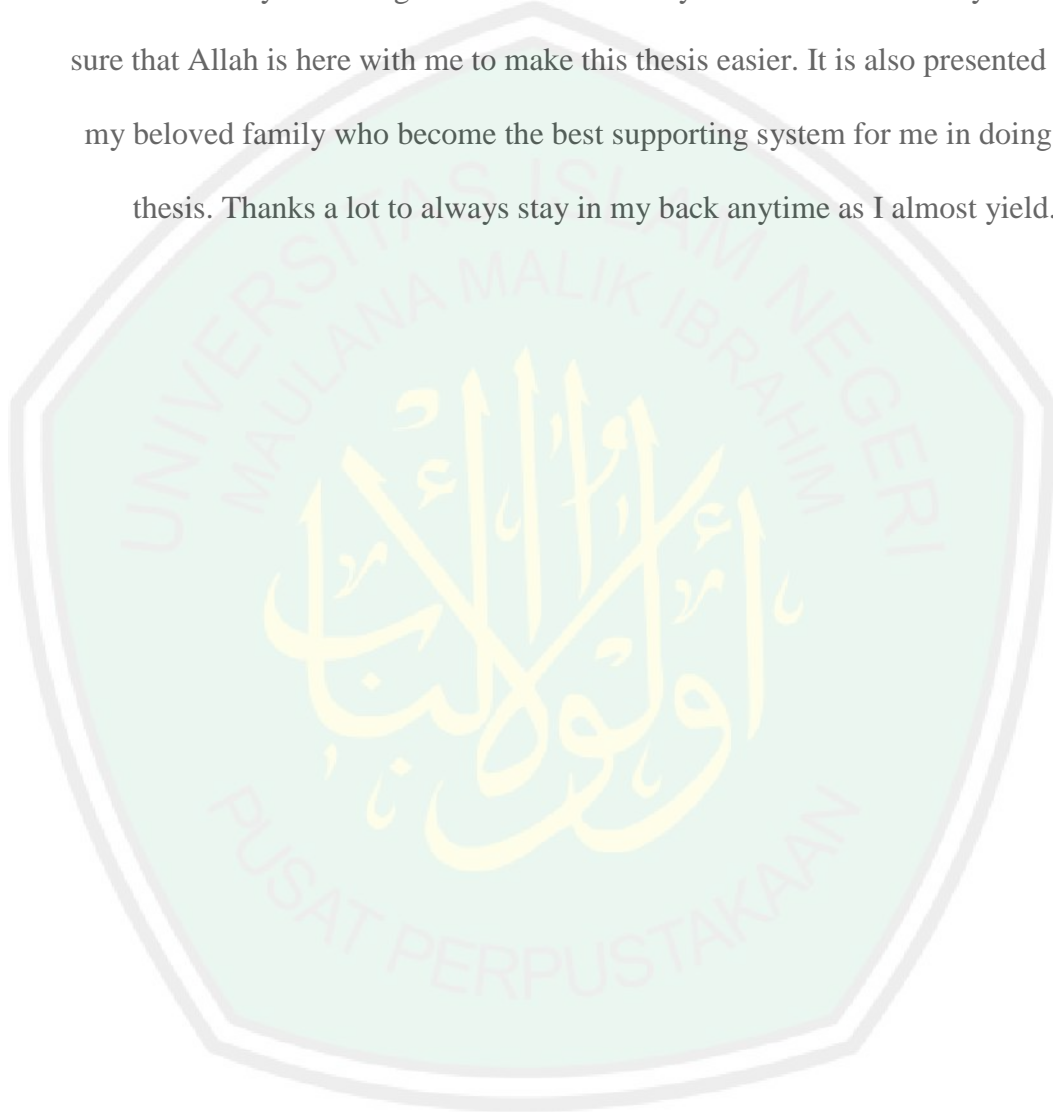 sure that Allah is here with me to make this thesis easier. It is also presented
my beloved family who become the best supporting system for me in doing
thesis. Thanks a lot to always stay in my back anytime as I almost yield.
UNIVERSITAS ISLAM NEGERI
MAULANA MALIK IBRAHIM
أولوا الألباب
PUSAT PERPUSTAKAAN